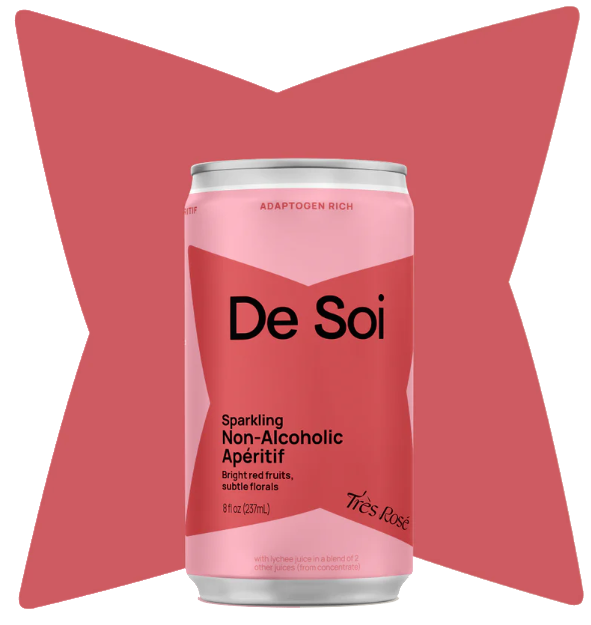 ADAPTOGEN RICH
De Soi
Sparkling
Non-Alcoholic
Apéritif
Bright red fruits,
subtle florals
8 fl oz (237mL)
Très Rosé
with lychee juice in a blend of 2
other juices (from concentrate)